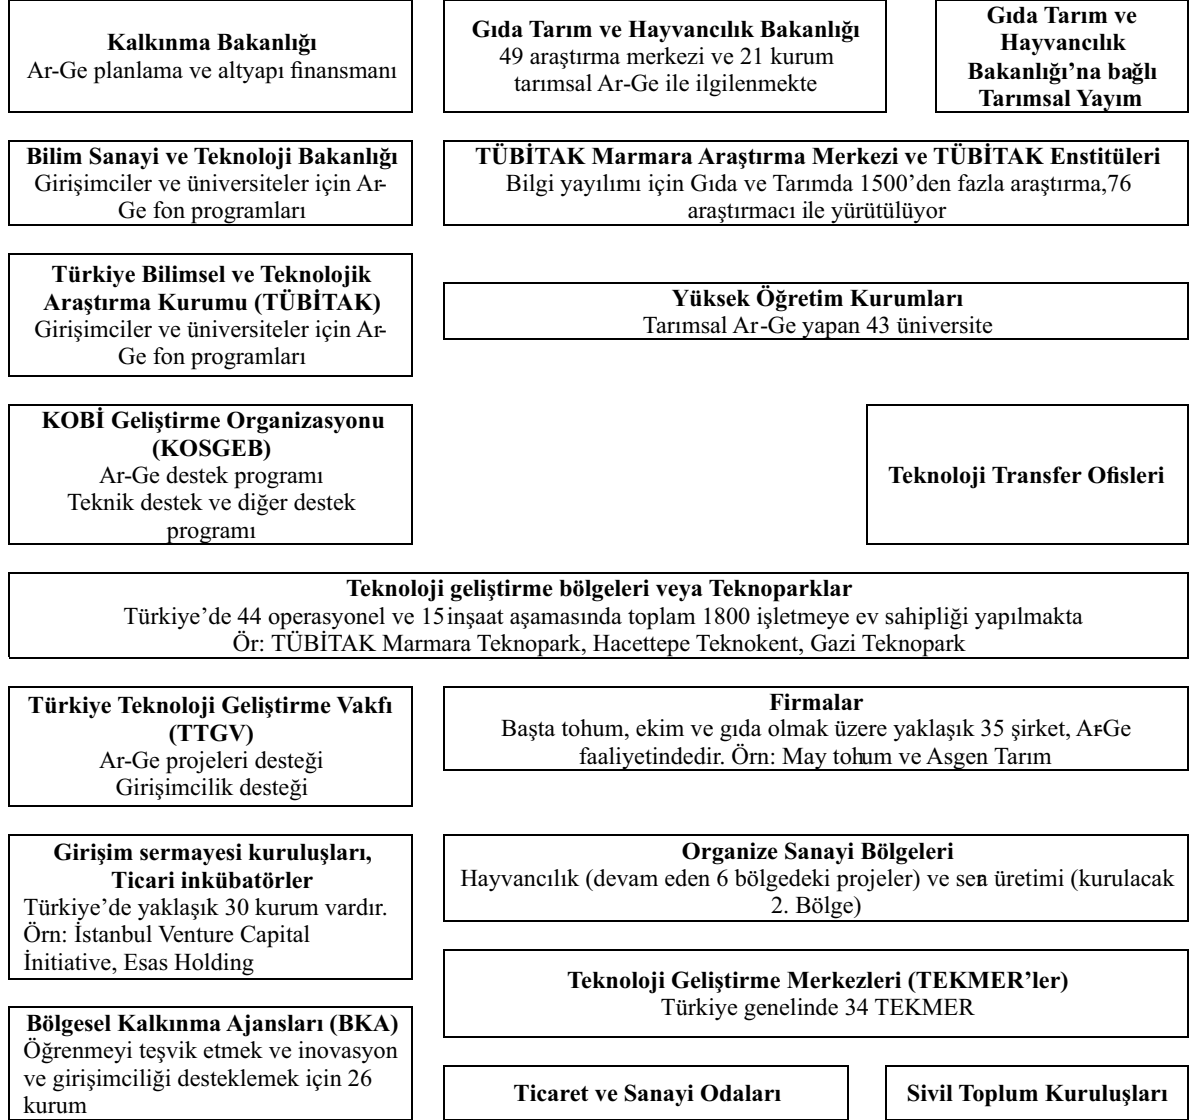 Kalkınma Bakanlığı
Ar-Ge planlama ve altyapı finansmanı
Gıda Tarım ve Hayvancılık Bakanlığı
49 araştırma merkezi ve 21 kurum
tarımsal Ar-Ge ile ilgilenmekte
Gıda Tarım ve
Hayvancılık
Bakanlığı’na bağlı
Tarımsal Yayım
Bilim Sanayi ve Teknoloji Bakanlığı
Girişimciler ve üniversiteler için Ar-
Ge fon programları
TÜBİTAK Marmara Araştırma Merkezi ve TÜBİTAK Enstitüleri
Bilgi yayılımı için Gıda ve Tarımda 1500’den fazla araştırma,76
araştırmacı ile yürütülüyor
Türkiye Bilimsel ve Teknolojik
Araştırma Kurumu (TÜBİTAK)
Girişimciler ve üniversiteler için Ar-
Ge fon programları
Yüksek Öğretim Kurumları
Tarımsal Ar-Ge yapan 43 üniversite
KOBİ Geliştirme Organizasyonu
(KOSGEB)
Ar-Ge destek programı
Teknik destek ve diğer destek
programı
Teknoloji Transfer Ofisleri
Teknoloji geliştirme bölgeleri veya Teknoparklar
Türkiye’de 44 operasyonel ve 15inşaat aşamasında toplam 1800 işletmeye ev sahipliği yapılmakta
Ör: TÜBİTAK Marmara Teknopark, Hacettepe Teknokent, Gazi Teknopark
Türkiye Teknoloji Geliştirme Vakfı
(TTGV)
Ar-Ge projeleri desteği
Girişimcilik desteği
Firmalar
Başta tohum, ekim ve gıda olmak üzere yaklaşık 35 şirket, Ar-Ge
faaliyetindedir. Örn: May tohum ve Asgen Tarım
Girişim sermayesi kuruluşları,
Ticari inkübatörler
Türkiye’de yaklaşık 30 kurum vardır.
Örn: İstanbul Venture Capital
İnitiative, Esas Holding
Organize Sanayi Bölgeleri
Hayvancılık (devam eden 6 bölgedeki projeler) ve sera üretimi (kurulacak
2. Bölge)
Teknoloji Geliştirme Merkezleri (TEKMER’ler)
Türkiye genelinde 34 TEKMER
Bölgesel Kalkınma Ajansları (BKA)
Öğrenmeyi teşvik etmek ve inovasyon
ve girişimciliği desteklemek için 26
kurum
Ticaret ve Sanayi Odaları
Sivil Toplum Kuruluşları